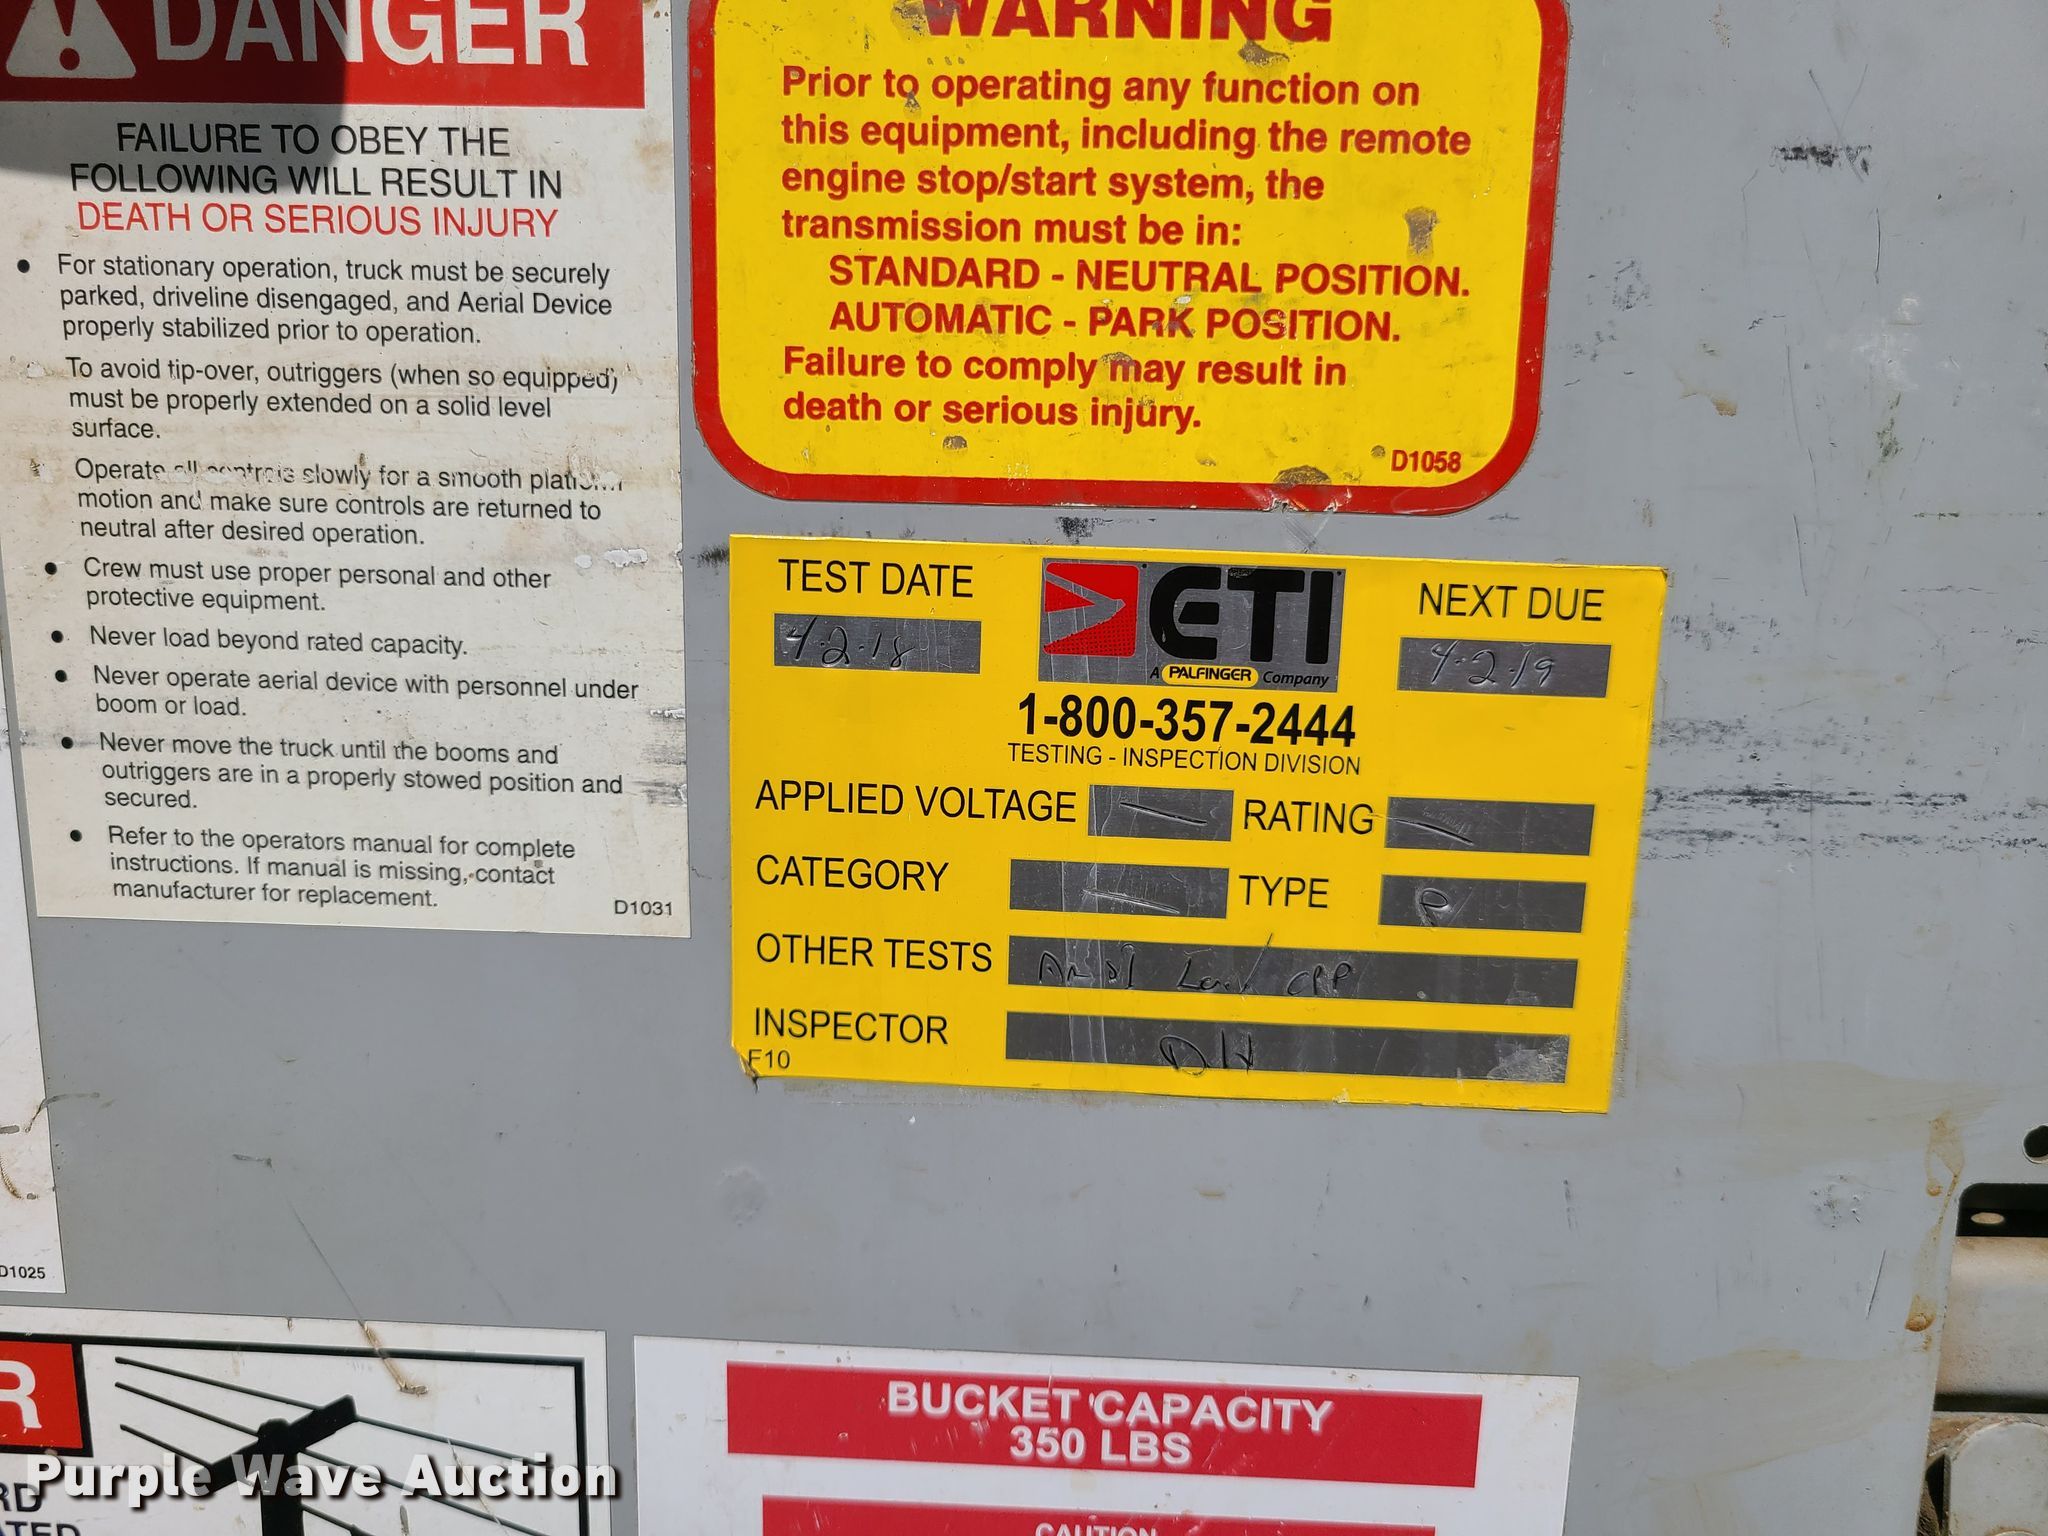 DANGER
FAILURE TO OBEY THE
FOLLOWING WILL RESULT IN
DEATH OR SERIOUS INJURY
• For stationary operation, truck must be securely
parked, driveline disengaged, and Aerial Device
properly stabilized prior to operation.
To avoid tip-over, outriggers (when so equipped)
must be properly extended on a solid level
surface.
Operate all controls slowly for a smooth platform
motion and make sure controls are returned to
neutral after desired operation.
• Crew must use proper personal and other
protective equipment.
• Never load beyond rated capacity.
• Never operate aerial device with personnel under
boom or load.
• Never move the truck until the booms and
outriggers are in a properly stowed position and
secured.
• Refer to the operators manual for complete
instructions. If manual is missing, contact
manufacturer for replacement.
D1031
WARNING
Prior to operating any function on
this equipment, including the remote
engine stop/start system, the
transmission must be in:
STANDARD - NEUTRAL POSITION.
AUTOMATIC - PARK POSITION.
Failure to comply may result in
death or serious injury.
D1058
TEST DATE
4-2-18
ETI
A PALFINGER Company
NEXT DUE
4-2-19
1-800-357-2444
TESTING - INSPECTION DIVISION
APPLIED VOLTAGE — RATING —
CATEGORY — TYPE
OTHER TESTS
INSPECTOR DH
F10
D1025
R
BUCKET CAPACITY
350 LBS
CAUTION
Purple Wave Auction